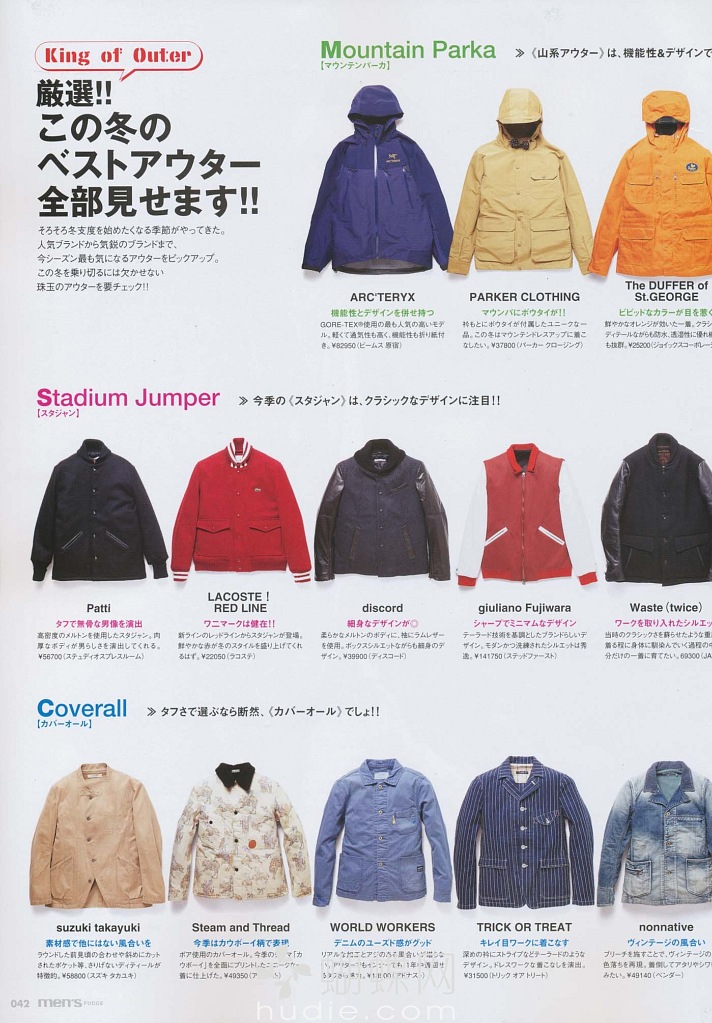 King of Outer
厳選!!
この冬の
ベストアウター
全部見せます!!
そろそろ冬支度を始めたくなる季節がやってきた。
人気ブランドから気鋭のブランドまで、
今シーズン最も気になるアウターをピックアップ。
この冬を乗り切るには欠かせない
珠玉のアウターを要チェック!!
Mountain Parka
≫ 《山系アウター》は、機能性&デザインで
【マウンテンパーカ】
ARC'TERYX
機能性とデザインを併せ持つ
GORE-TEX®使用の最も人気の高いモデ
ル。軽くて通気性も高く、機能性も折り紙付
き。¥82950(ビームス 原宿)
PARKER CLOTHING
マウンパにボウタイが!!
衿もとにボウタイが付属したユニークな一
品。この冬はマウンテンドレスアップに着こ
なしたい。¥37800(パーカー クロージング)
The DUFFER of
St.GEORGE
ビビッドなカラーが目を惹く
鮮やかなオレンジが効いた一着。クラシ
ディテールながらも防水、透湿性に優れ
も抜群。¥25200(ジョイックスコーポレー
Stadium Jumper
≫ 今季の《スタジャン》は、クラシックなデザインに注目!!
【スタジャン】
Patti
タフで無骨な男像を演出
高密度のメルトンを使用したスタジャン。肉
厚なボディが男らしさを演出してくれる。
¥56700(ステュディオスプレスルーム)
LACOSTE !
RED LINE
ワニマークは健在!!
新ラインのレッドラインからスタジャンが登場。
鮮やかな赤が冬のスタイルを盛り上げてくれ
るはず。¥22050(ラコステ)
discord
細身なデザインが◎
柔らかなメルトンのボディに、袖にラムレザー
を使用。ボックスシルエットながらも細身のデ
ザイン。¥39900(ディスコード)
giuliano Fujiwara
シャープでミニマムなデザイン
テーラード技術を基調としたブランドらしいデ
ザイン。モダンかつ洗練されたシルエットは秀
逸。¥141750(ステッドファースト)
Waste(twice)
ワークを取り入れたシルエッ
当時のクラシックさを蘇らせたような重
着る程に身体に馴染んでいく過程の中
分だけの一着に育てたい。69300(JA
Coverall
≫ タフさで選ぶなら断然、《カバーオール》でしょ!!
【カバーオール】
suzuki takayuki
素材感で他にはない風合いを
ラウンドした前見頃の合わせや斜めにカット
されたポケット等、さりげないディティールが
特徴的。¥58800(スズキ タカユキ)
Steam and Thread
今季はカウボーイ柄で表現
ボア使用のカバーオール。今季の
ウボーイ"を全面にプリントした
に仕上げた。¥49350
WORLD WORKERS
デニムのユーズド感がグッド
TRICK OR TREAT
キレイ目ワークに着こなす
深めの衿にストライプなどテーラードのような
デザイン。ドレスワークな着こなしを演出。
¥31500(トリック オア トリート)
nonnative
ヴィンテージの風合い
ブリーチを施すことで、ヴィンテージのワ
色落ちを再現。着倒してアタリやシワ
みたい。¥49140(ベンダー)
042 men's FUDGE
蝴蝶网
hudie.com